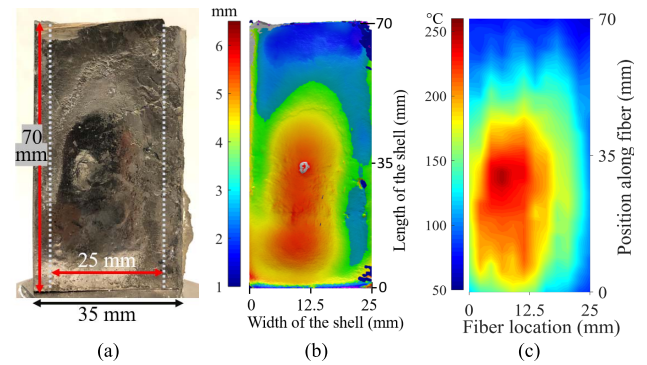 70
mm
25 mm
35 mm
(a)
mm
6
5
4
3
2
1
70
35
0
Length of the shell (mm)
0
12.5
25
Width of the shell (mm)
(b)
°C
250
200
150
100
50
70
35
0
Position along fiber (mm)
0
12.5
25
Fiber location (mm)
(c)